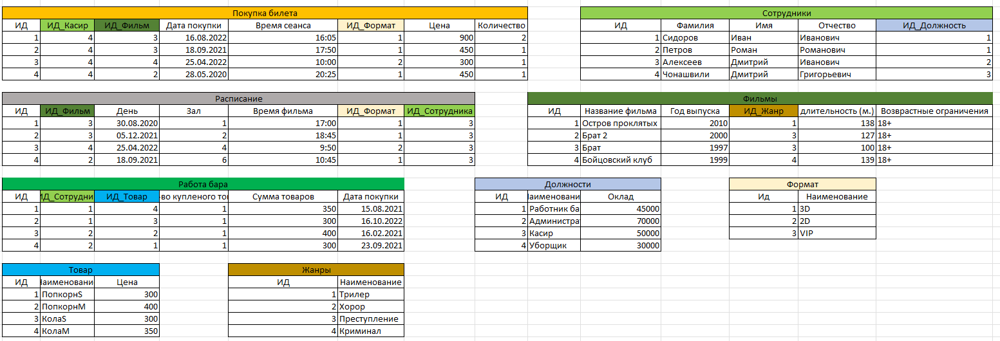 Покупка билета
ИД ИД_Касир ИД_Фильм Дата покупки Время сеанса ИД_Формат Цена Количество
1 4 3 16.08.2022 16:05 1 900 2
2 4 3 18.09.2021 17:50 1 450 1
3 4 4 25.04.2022 10:00 2 300 1
4 4 2 28.05.2020 20:25 1 450 1
Сотрудники
ИД Фамилия Имя Отчество ИД_Должность
1 Сидоров Иван Иванович 1
2 Петров Роман Романович 1
3 Алексеев Дмитрий Иванович 2
4 Чонашвили Дмитрий Григорьевич 3
Расписание
ИД ИД_Фильм День Зал Время фильма ИД_Формат ИД_Сотрудника
1 3 30.08.2020 1 17:00 1 3
2 3 05.12.2021 2 18:45 1 3
3 4 25.04.2022 4 9:50 2 3
4 2 18.09.2021 6 10:45 1 3
Фильмы
ИД Название фильма Год выпуска ИД_Жанр длительность (м.) Возврастные ограничения
1 Остров проклятых 2010 1 138 18+
2 Брат 2 2000 3 127 18+
3 Брат 1997 3 100 18+
4 Бойцовский клуб 1999 4 139 18+
Работа бара
ИД ИД_Сотрудни ИД_Товар -во купленого то Сумма товаров Дата покупки
1 1 4 1 350 15.08.2021
2 1 3 1 300 16.10.2022
3 2 2 1 400 16.02.2021
4 2 1 1 300 23.09.2021
Должности
ИД Наименовани Оклад
1 Работник ба 45000
2 Администрат 70000
3 Касир 50000
4 Уборщик 30000
Формат
Ид Наименование
1 3D
2 2D
3 VIP
Товар
ИД Наименовани Цена
1 ПопкорнS 300
2 ПопкорнМ 400
3 КолаS 300
4 КолаМ 350
Жанры
ИД Наименование
1 Трилер
2 Хорор
3 Преступление
4 Криминал